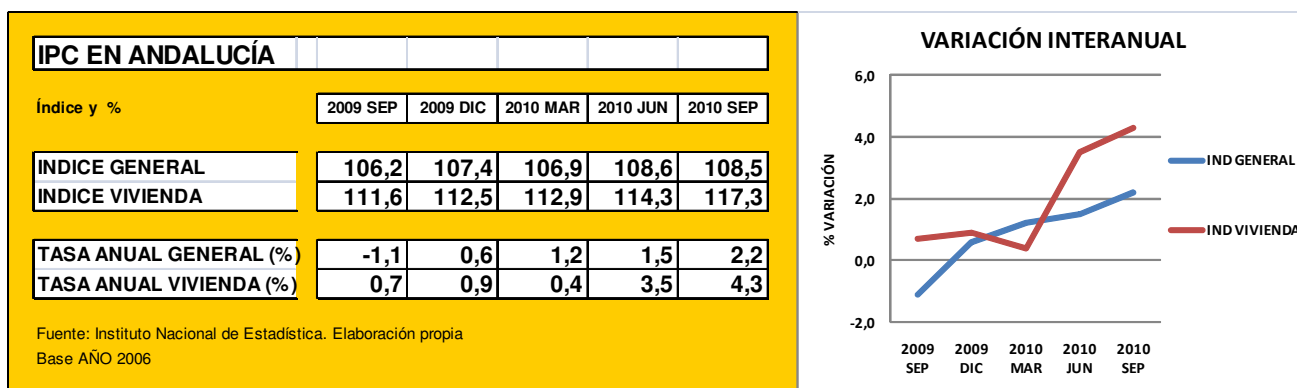 IPC EN ANDALUCÍA
Índice y % 2009 SEP 2009 DIC 2010 MAR 2010 JUN 2010 SEP
INDICE GENERAL 106,2 107,4 106,9 108,6 108,5
INDICE VIVIENDA 111,6 112,5 112,9 114,3 117,3
TASA ANUAL GENERAL (%) -1,1 0,6 1,2 1,5 2,2
TASA ANUAL VIVIENDA (%) 0,7 0,9 0,4 3,5 4,3
Fuente: Instituto Nacional de Estadística. Elaboración propia
Base AÑO 2006
VARIACIÓN INTERANUAL
% VARIACIÓN
6,0
4,0
2,0
0,0
-2,0
2009 2009 2010 2010 2010
SEP DIC MAR JUN SEP
IND GENERAL
IND VIVIENDA